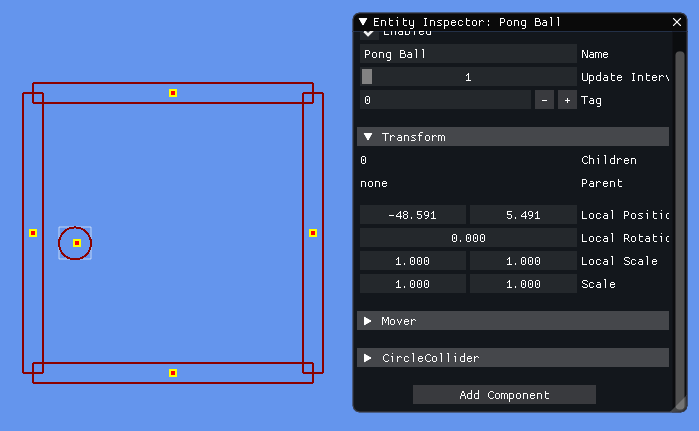 Entity Inspector: Pong Ball
Enabled
Pong Ball Name
1 Update Interv
0 - + Tag
Transform
0 Children
none Parent
-48.591 5.491 Local Positic
0.000 Local Rotatic
1.000 1.000 Local Scale
1.000 1.000 Scale
Mover
CircleCollider
Add Component